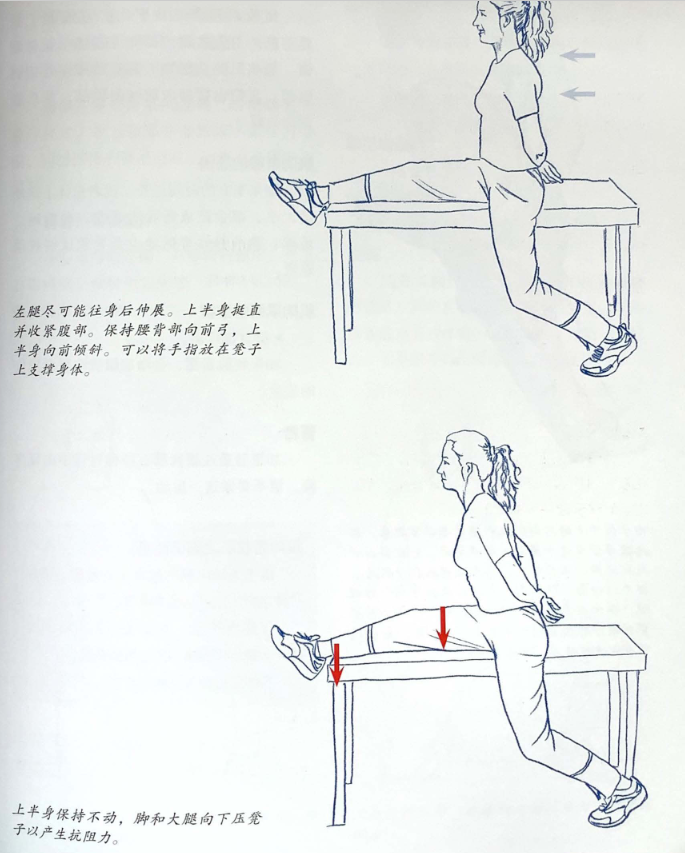 左腿尽可能往身后伸展。上半身挺直
并收紧腹部。保持腰背部向前弓，上
半身向前倾斜。可以将手指放在凳子
上支撑身体。
上半身保持不动，脚和大腿向下压凳
子以产生抗阻力。